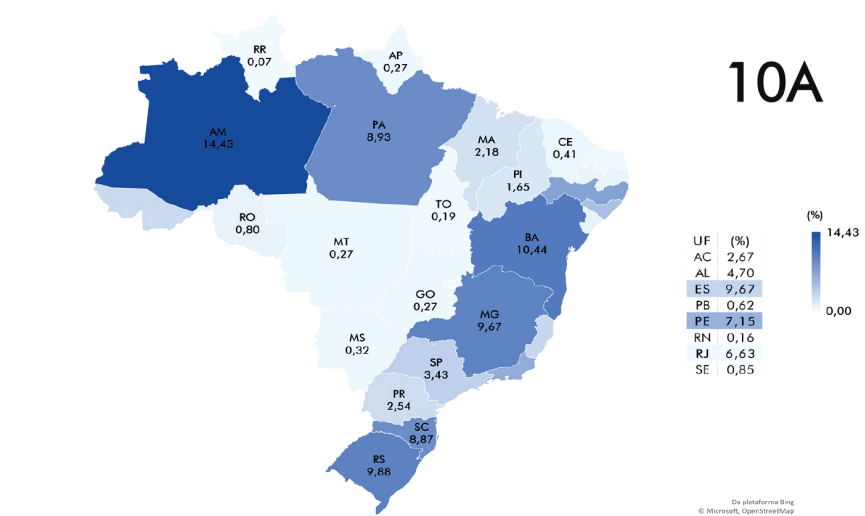 10A
RR
0,07
AP
0,27
AM
14,43
PA
8,93
MA
2,18
CE
0,41
PI
1,65
RO
0,80
TO
0,19
BA
10,44
MT
0,27
GO
0,27
MG
9,67
MS
0,32
SP
3,43
PR
2,54
SC
8,87
RS
9,88
UF (%)
AC 2,67
AL 4,70
ES 9,67
PB 0,62
PE 7,15
RN 0,16
RJ 6,63
SE 0,85
(%)
14,43
0,00
Da plataforma Bing
© Microsoft, OpenStreetMap